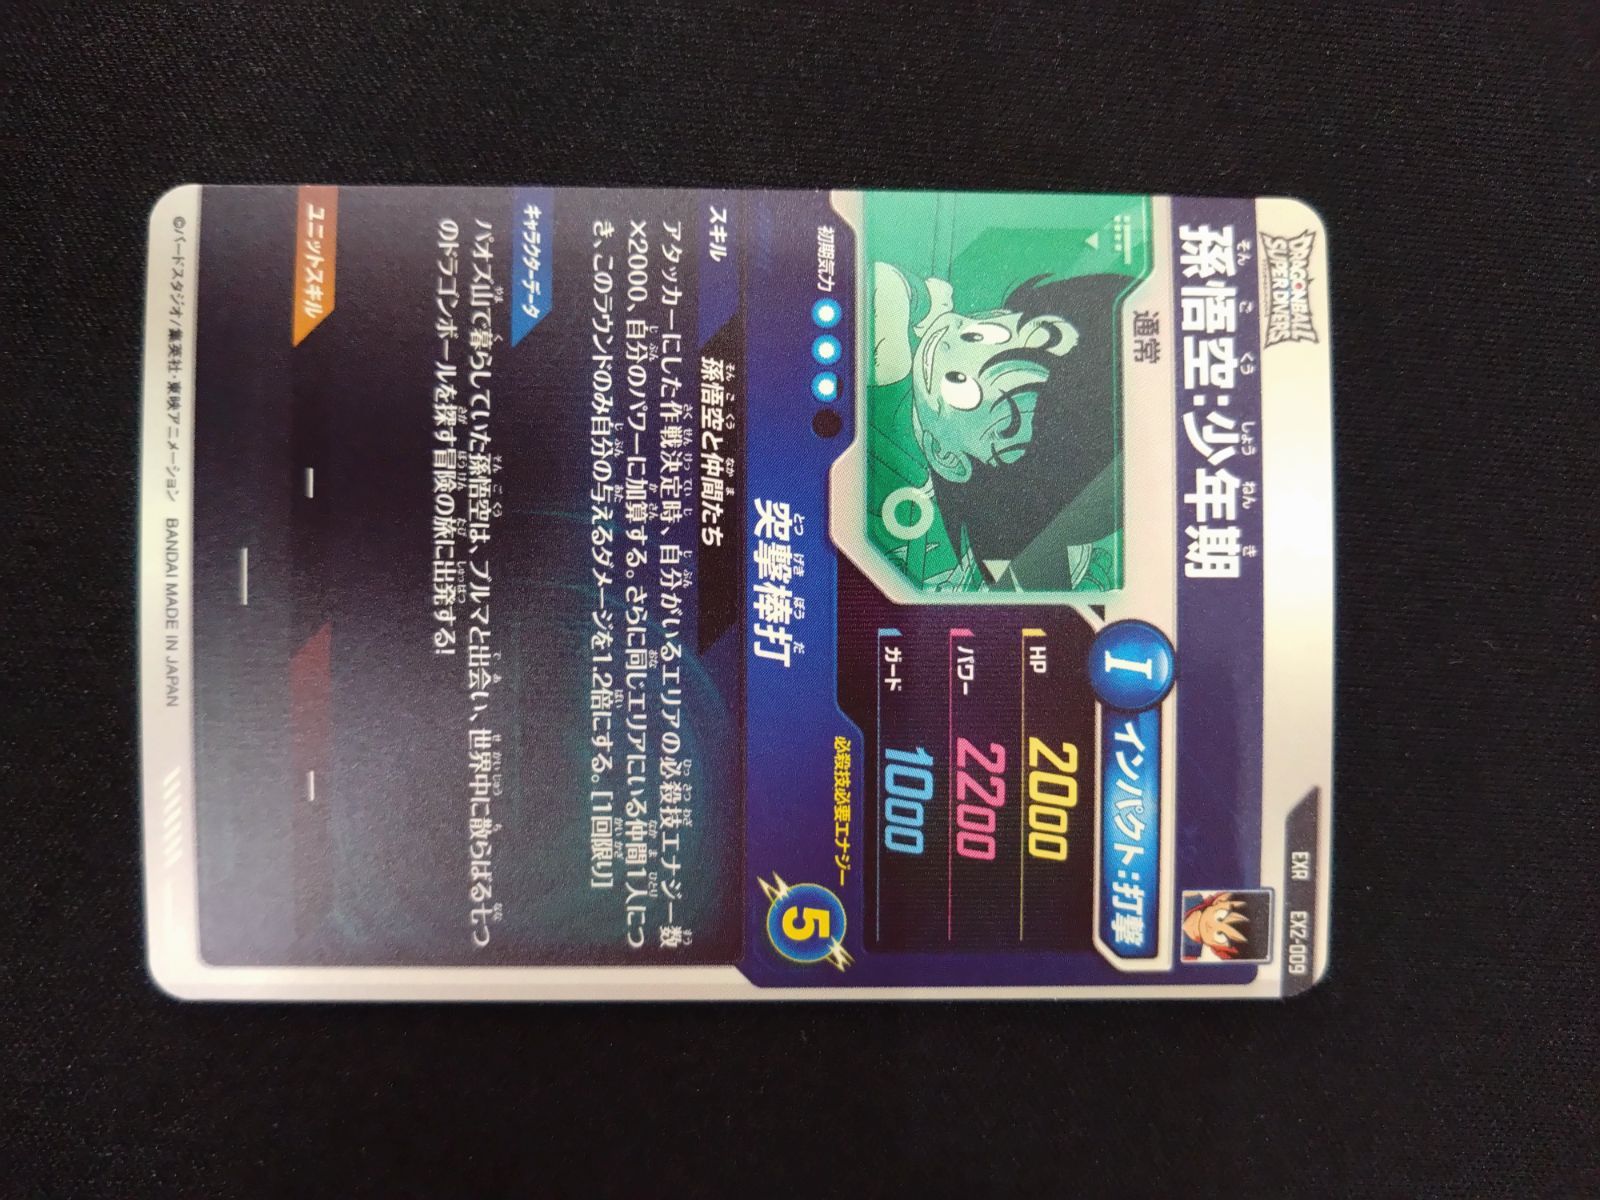 DRAGONBALL
SUPER DIVERS
EXR EX2-009
孫悟空:少年期
通常
I インパクト:打撃
HP 2000
パワー 2200
ガード 1000
初期気力
必殺技必要エナジー
突撃棒打
5
スキル
孫悟空と仲間たち
アタッカーにした作戦決定時、自分がいるエリアの必殺技エナジー数
×2000、自分のパワーに加算する。さらに同じエリアにいる仲間1人につ
き、このラウンドのみ自分の与えるダメージを1.2倍にする。[1回限り]
キャラクターデータ
パオズ山で暮らしていた孫悟空は、ブルマと出会い、世界中に散らばる七つ
のドラゴンボールを探す冒険の旅に出発する!
ユニットスキル
―
―
―
©バードスタジオ/集英社・東映アニメーション BANDAI MADE IN JAPAN